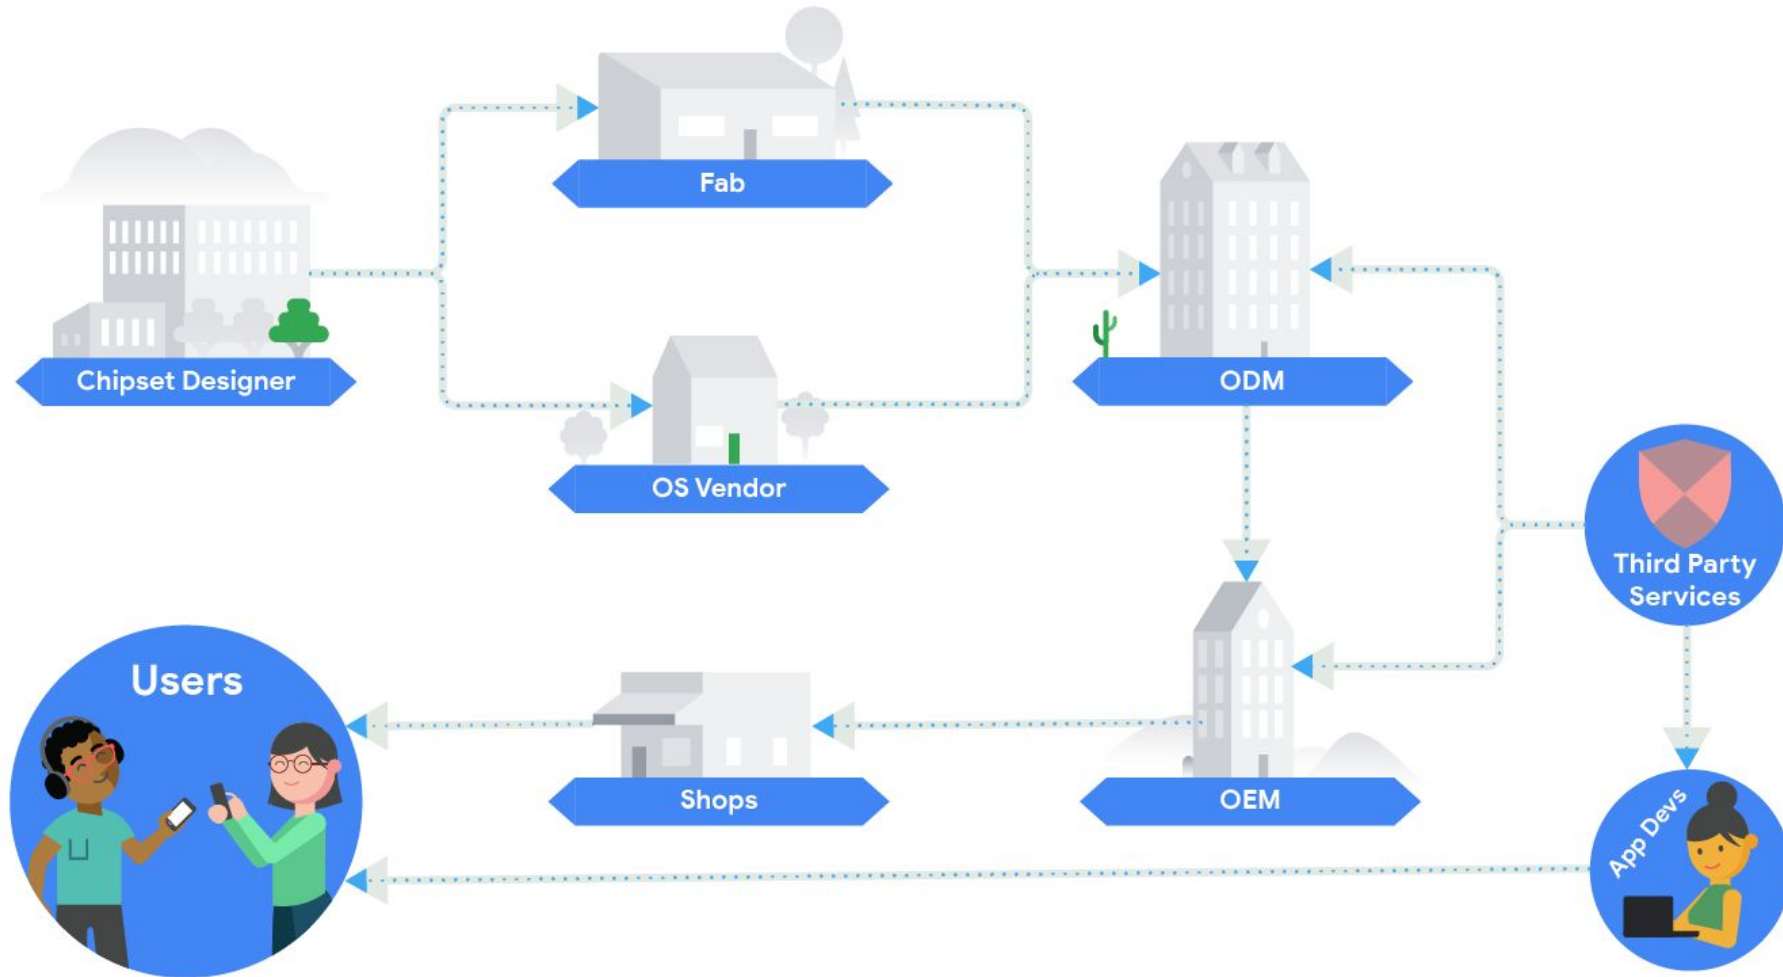 Fab
Chipset Designer
ODM
OS Vendor
Third Party
Services
Users
Shops
OEM
App Devs